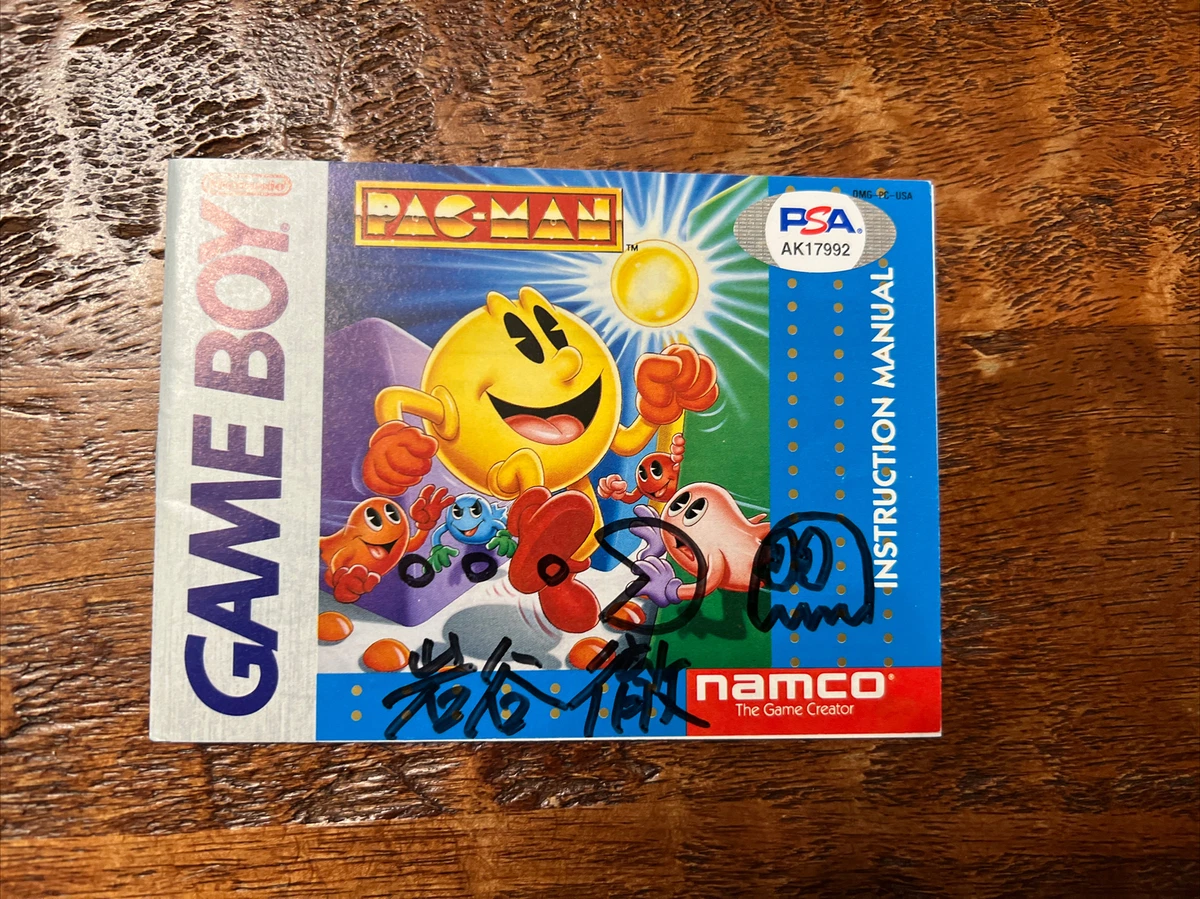 Nintendo
GAME BOY
PAC-MAN
TM
DMG-PC-USA
PSA
AK17992
INSTRUCTION MANUAL
岩谷徹
namco
The Game Creator